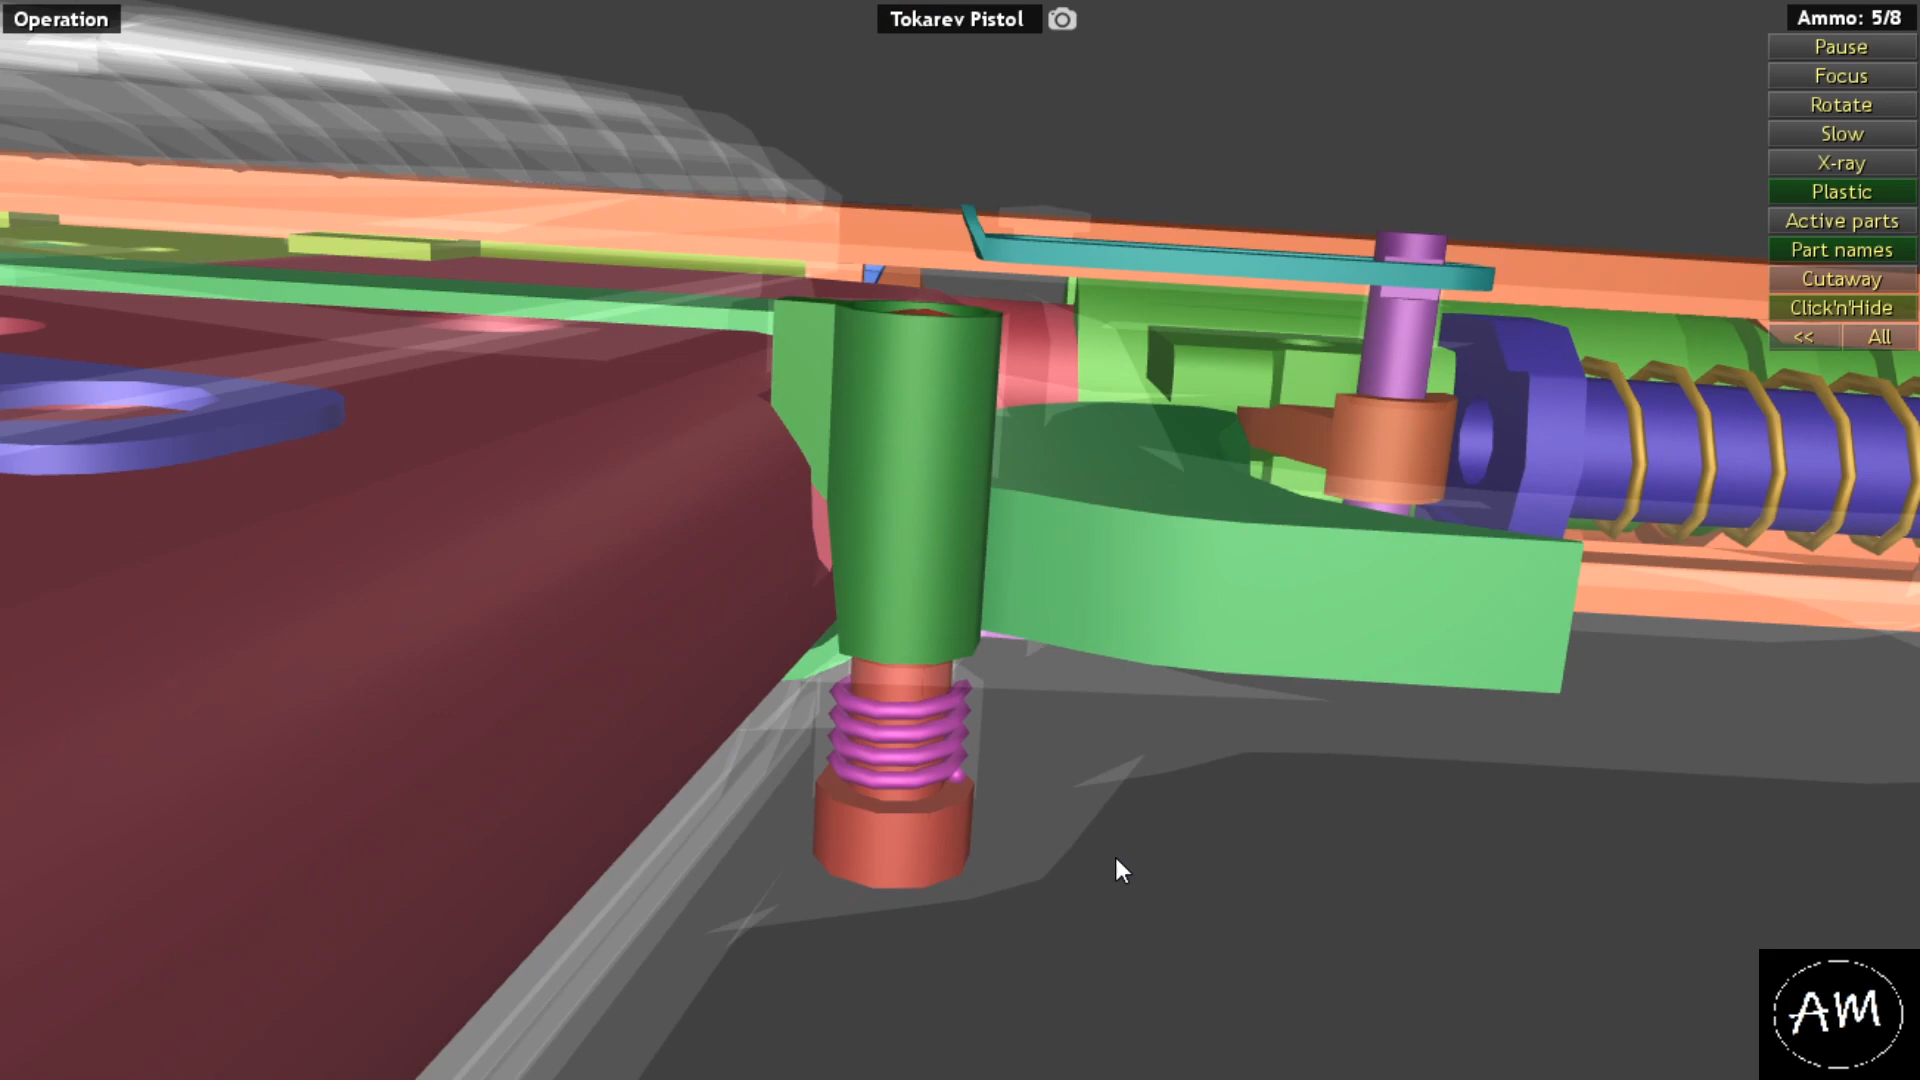 Operation
Tokarev Pistol
Ammo: 5/8
Pause
Focus
Rotate
Slow
X-ray
Plastic
Active parts
Part names
Cutaway
Click'n'Hide
<< All
AM